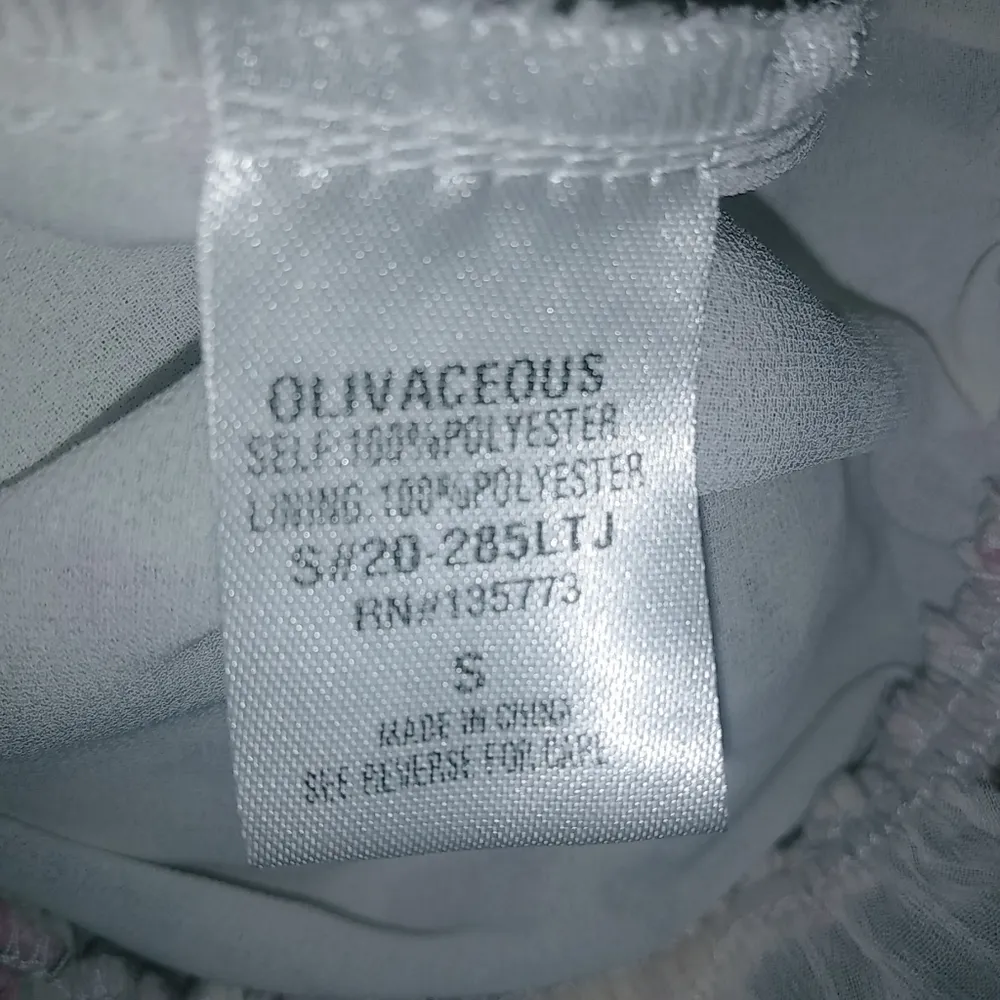 OLIVACEOUS
SELF:100%POLYESTER
LINING:100%POLYESTER
S#20-285LTJ
RN#135773
S
MADE IN CHINA
SEE REVERSE FOR CARE